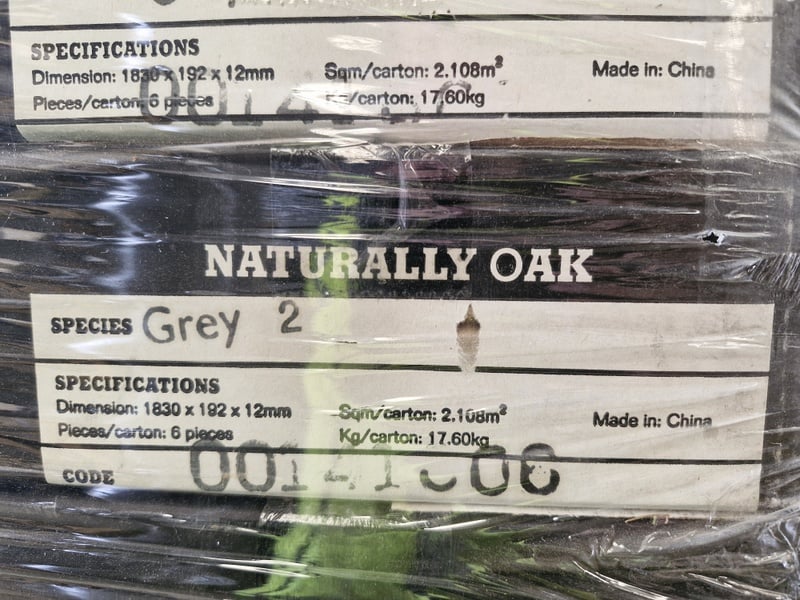 SPECIFICATIONS
Dimension: 1830 x 192 x 12mm Sqm/carton: 2.108m² Made in: China
Pieces/carton: 6 pieces Kg/carton: 17.60kg
NATURALLY OAK
SPECIES Grey 2
SPECIFICATIONS
Dimension: 1830 x 192 x 12mm Sqm/carton: 2.108m² Made in: China
Pieces/carton: 6 pieces Kg/carton: 17.60kg
CODE